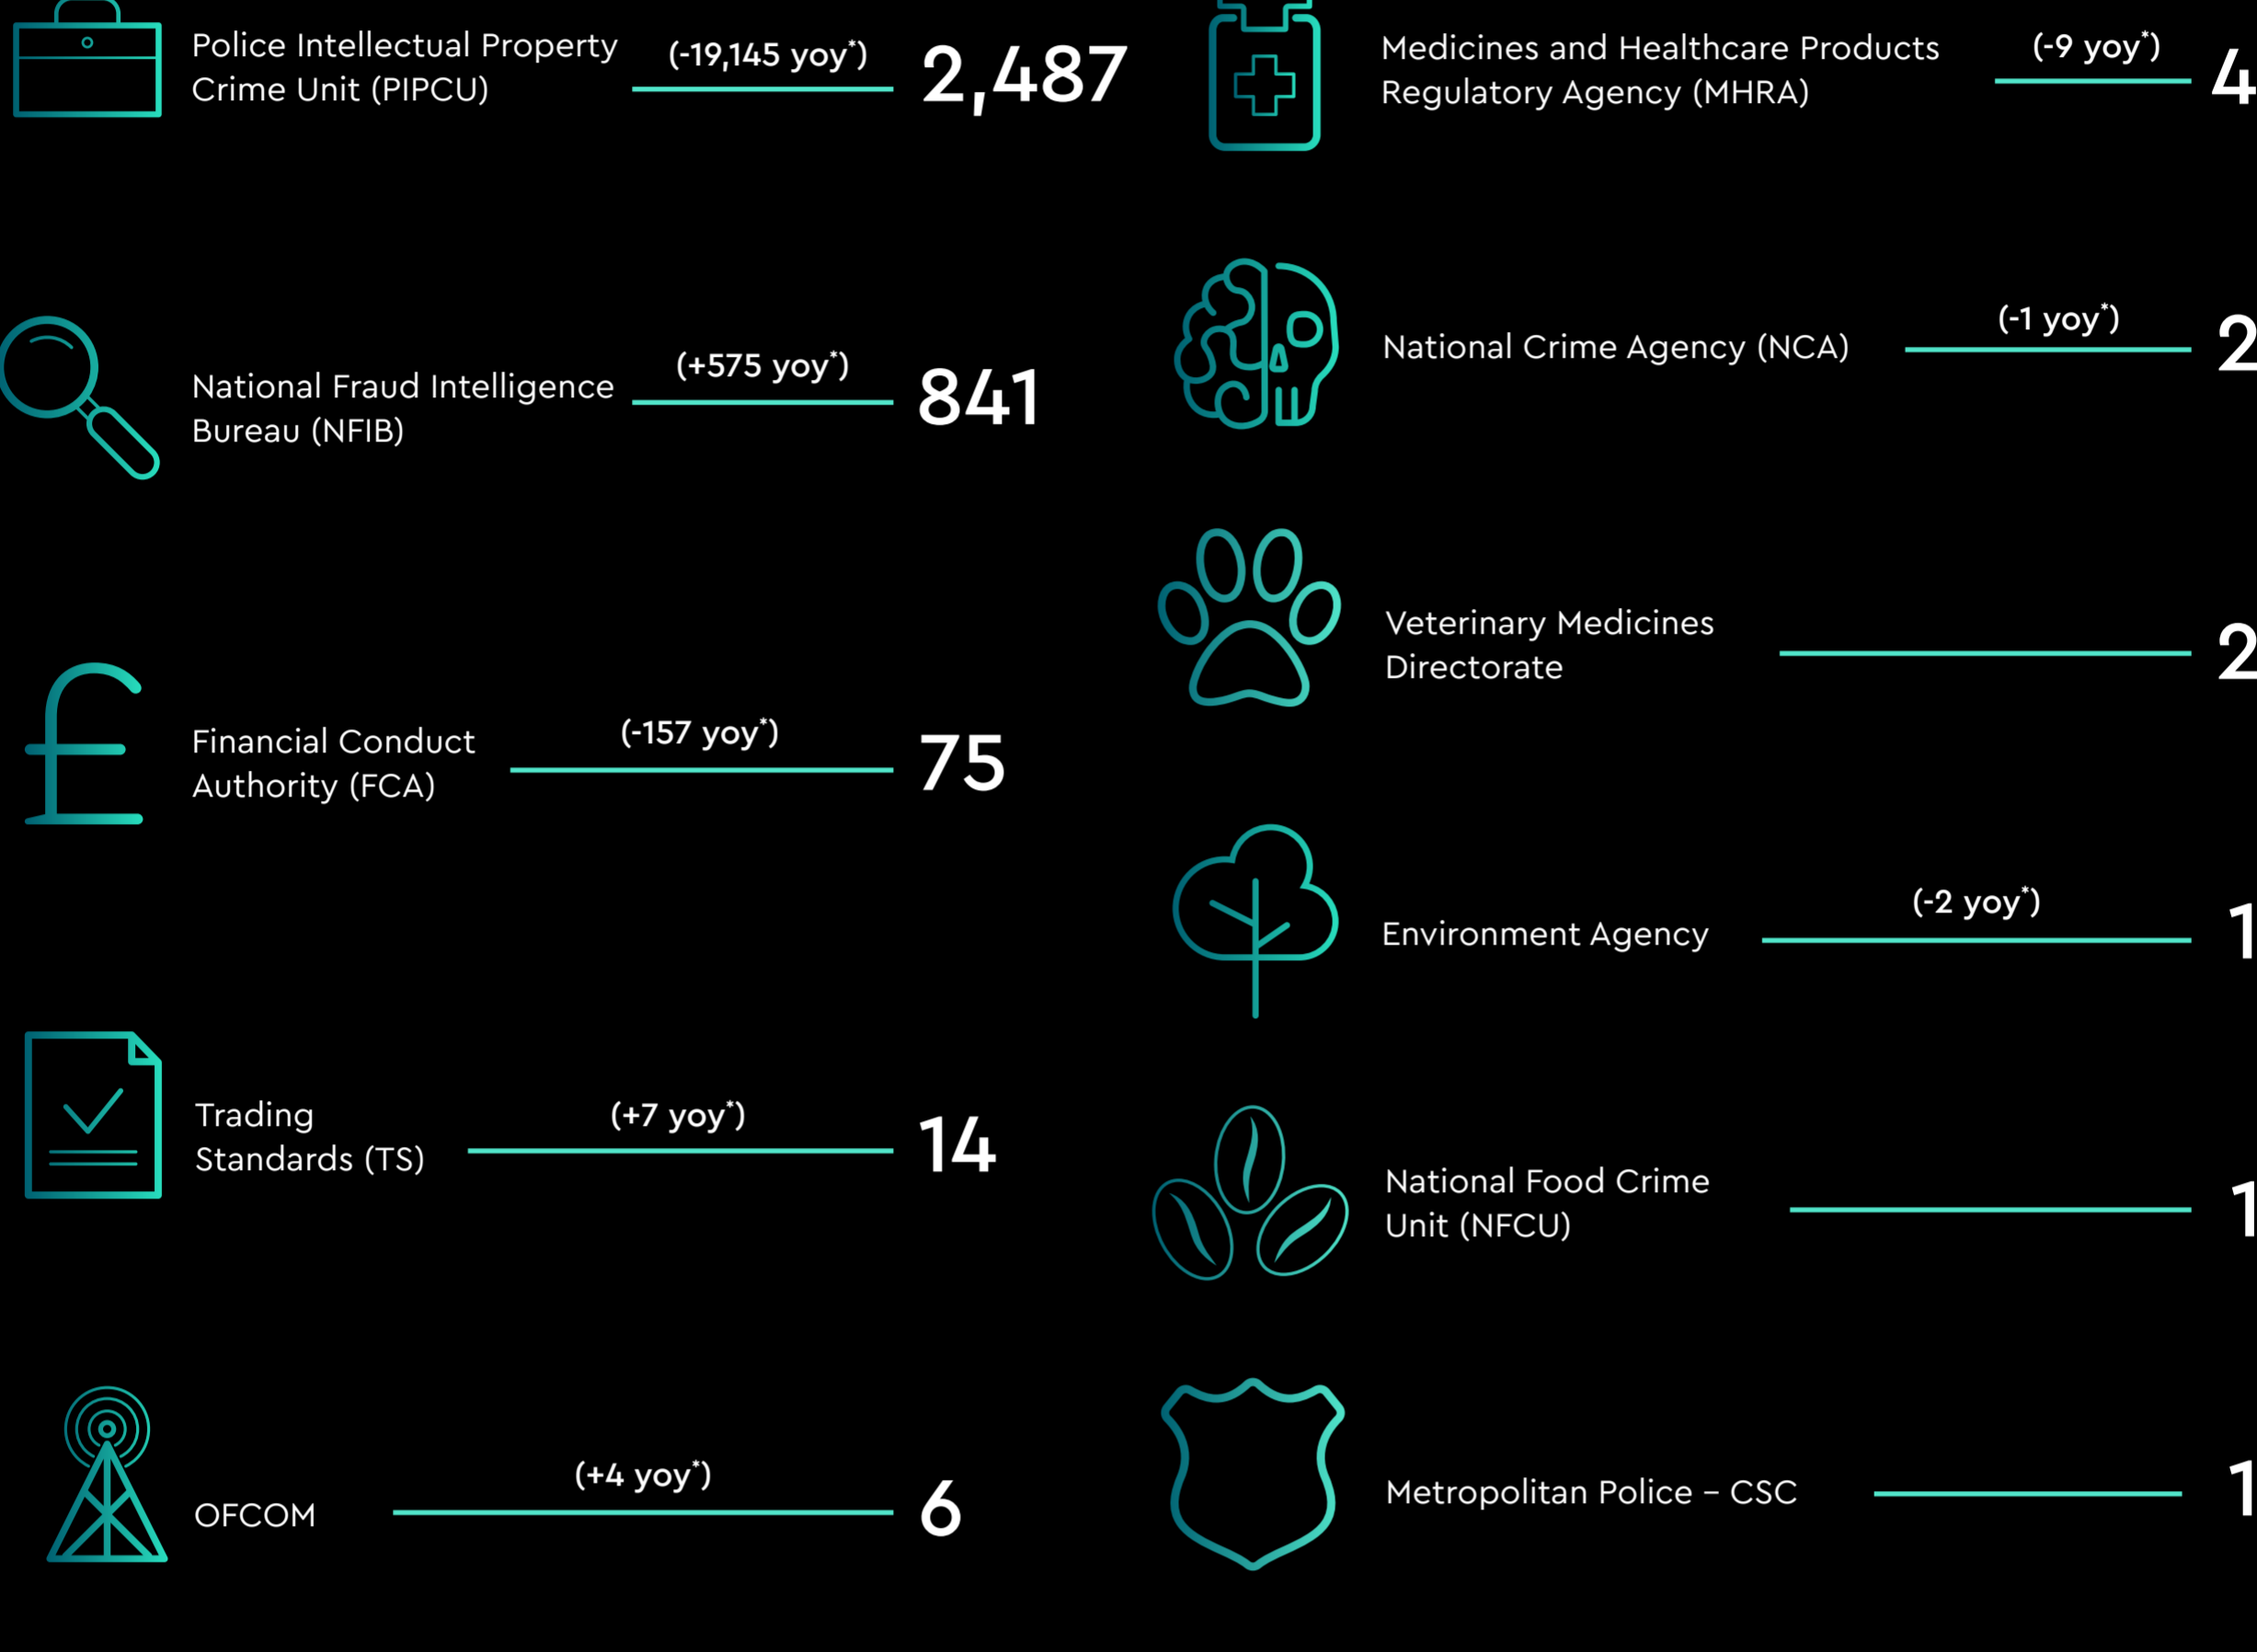 Police Intellectual Property
Crime Unit (PIPCU)
(-19,145 yoy*)
2,487
National Fraud Intelligence
Bureau (NFIB)
(+575 yoy*)
841
Financial Conduct
Authority (FCA)
(-157 yoy*)
75
Trading
Standards (TS)
(+7 yoy*)
14
OFCOM
(+4 yoy*)
6
Medicines and Healthcare Products
Regulatory Agency (MHRA)
(-9 yoy*)
4
National Crime Agency (NCA)
(-1 yoy*)
2
Veterinary Medicines
Directorate
2
Environment Agency
(-2 yoy*)
1
National Food Crime
Unit (NFCU)
1
Metropolitan Police – CSC
1